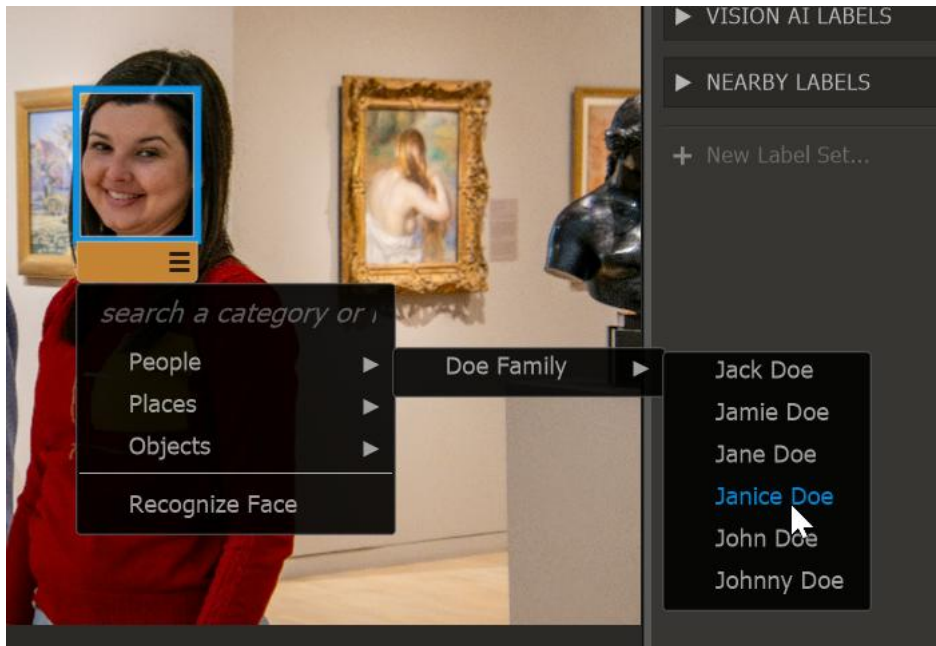 VISION AI LABELS
NEARBY LABELS
New Label Set...
search a category or
People
Places
Objects
Recognize Face
Doe Family
Jack Doe
Jamie Doe
Jane Doe
Janice Doe
John Doe
Johnny Doe